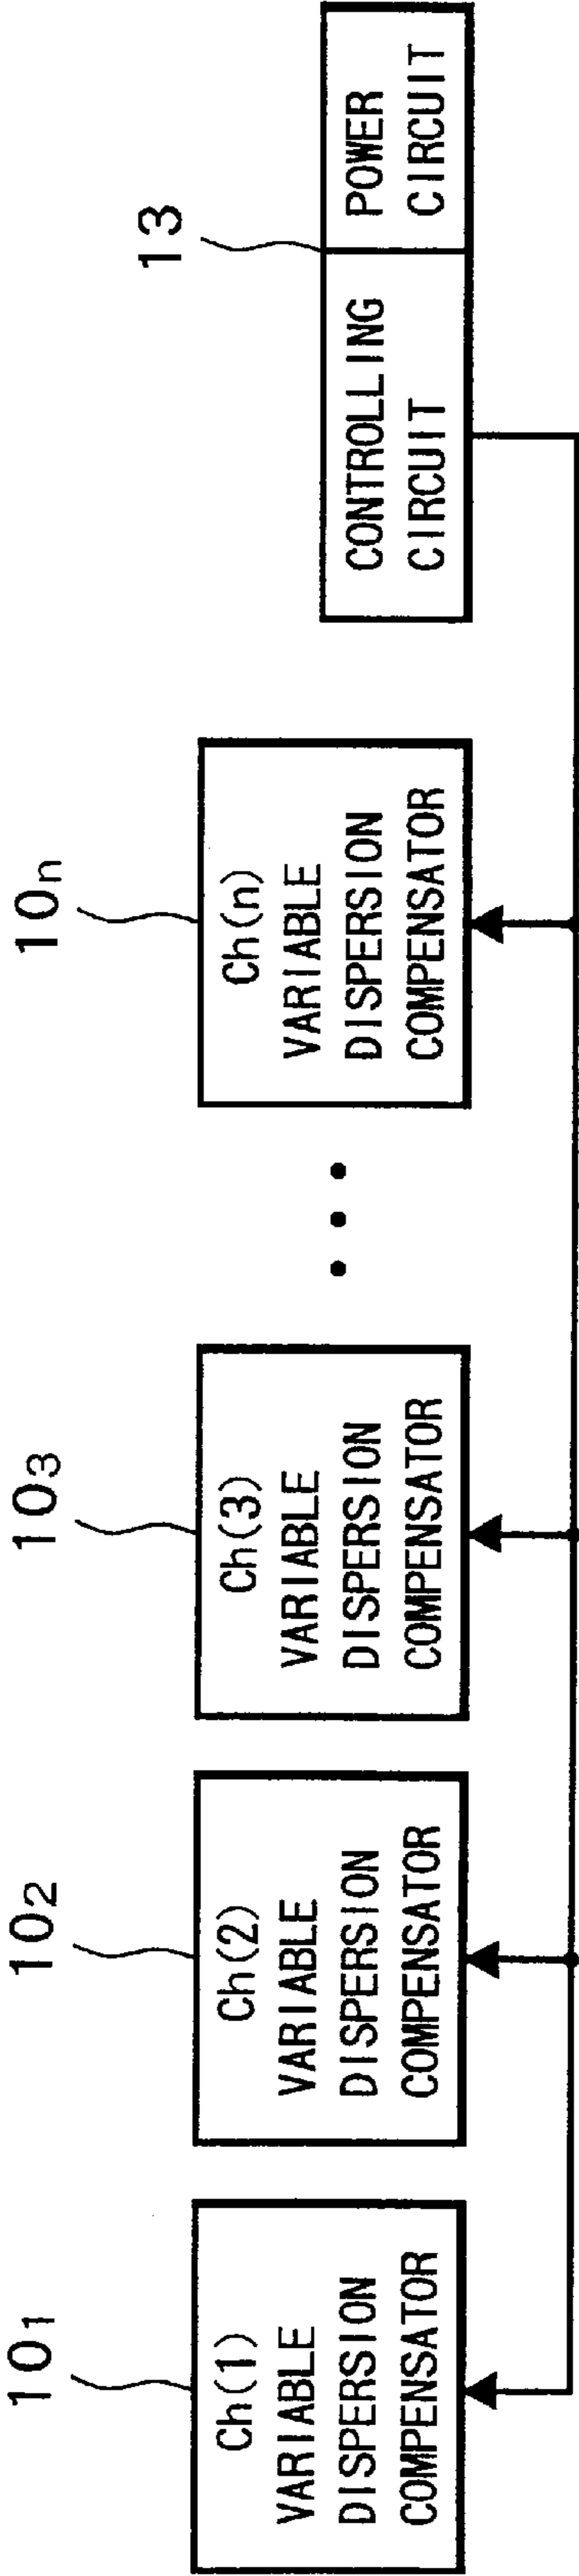 10₁
Ch(1)
VARIABLE
DISPERSION
COMPENSATOR
10₂
Ch(2)
VARIABLE
DISPERSION
COMPENSATOR
10₃
Ch(3)
VARIABLE
DISPERSION
COMPENSATOR
• • •
10ₙ
Ch(n)
VARIABLE
DISPERSION
COMPENSATOR
13
CONTROLLING
CIRCUIT
POWER
CIRCUIT